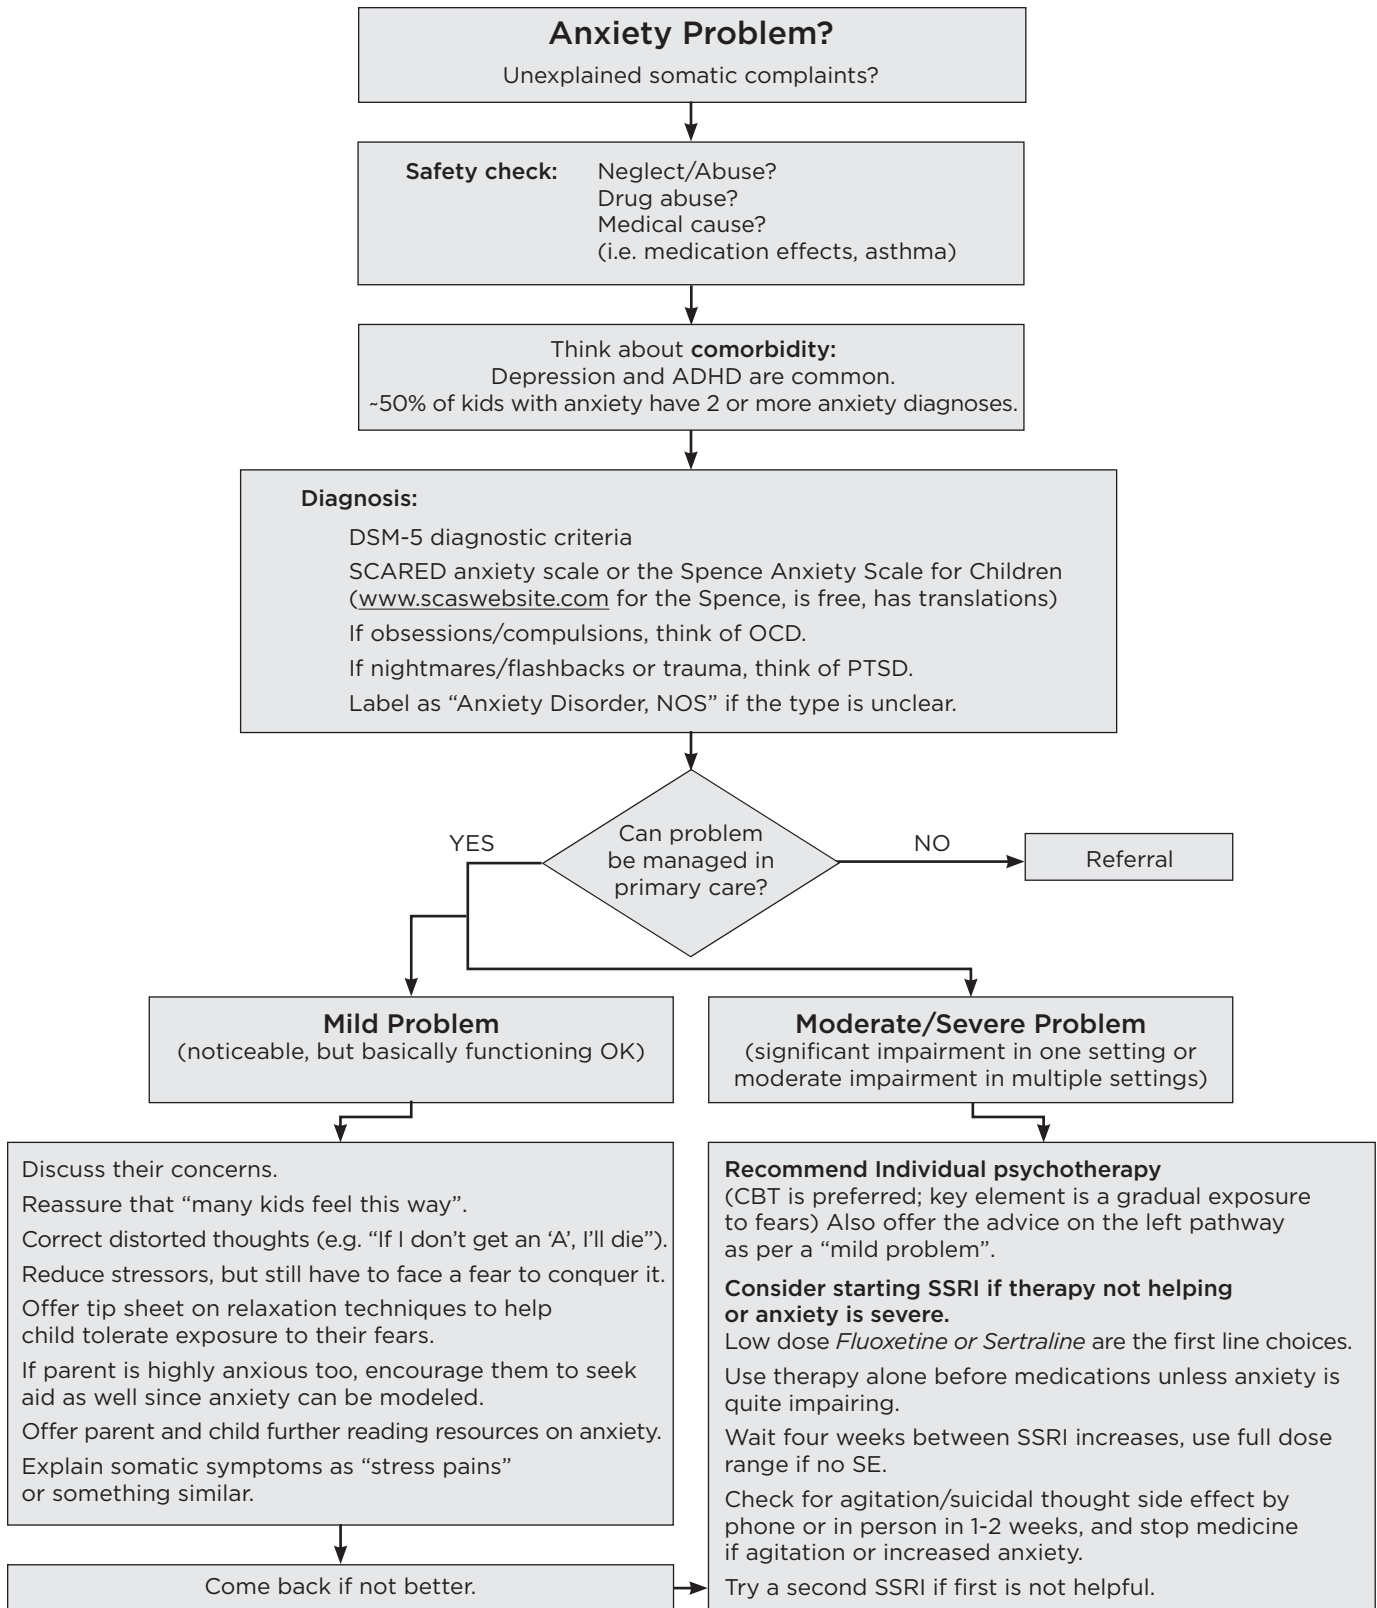 Anxiety Problem?
Unexplained somatic complaints?
Safety check: Neglect/Abuse?
Drug abuse?
Medical cause?
(i.e. medication effects, asthma)
Think about comorbidity:
Depression and ADHD are common.
~50% of kids with anxiety have 2 or more anxiety diagnoses.
Diagnosis:
DSM-5 diagnostic criteria
SCARED anxiety scale or the Spence Anxiety Scale for Children
(www.scaswebsite.com for the Spence, is free, has translations)
If obsessions/compulsions, think of OCD.
If nightmares/flashbacks or trauma, think of PTSD.
Label as “Anxiety Disorder, NOS” if the type is unclear.
YES
Can problem
be managed in
primary care?
NO
Referral
Mild Problem
(noticeable, but basically functioning OK)
Moderate/Severe Problem
(significant impairment in one setting or
moderate impairment in multiple settings)
Discuss their concerns.
Reassure that “many kids feel this way”.
Correct distorted thoughts (e.g. “If I don’t get an ‘A’, I’ll die”).
Reduce stressors, but still have to face a fear to conquer it.
Offer tip sheet on relaxation techniques to help
child tolerate exposure to their fears.
If parent is highly anxious too, encourage them to seek
aid as well since anxiety can be modeled.
Offer parent and child further reading resources on anxiety.
Explain somatic symptoms as “stress pains”
or something similar.
Come back if not better.
Recommend Individual psychotherapy
(CBT is preferred; key element is a gradual exposure
to fears) Also offer the advice on the left pathway
as per a “mild problem”.
Consider starting SSRI if therapy not helping
or anxiety is severe.
Low dose Fluoxetine or Sertraline are the first line choices.
Use therapy alone before medications unless anxiety is
quite impairing.
Wait four weeks between SSRI increases, use full dose
range if no SE.
Check for agitation/suicidal thought side effect by
phone or in person in 1-2 weeks, and stop medicine
if agitation or increased anxiety.
Try a second SSRI if first is not helpful.